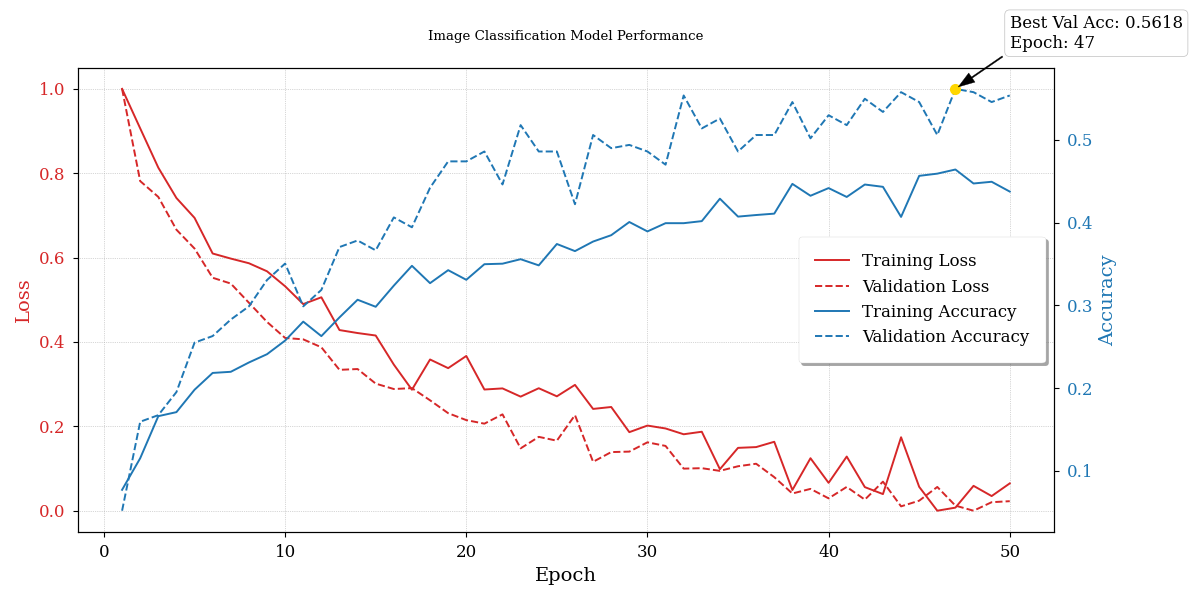 Best Val Acc: 0.5618
Epoch: 47
Image Classification Model Performance
1.0
0.8
0.6
0.4
0.2
0.0
Loss
0.5
0.4
0.3
0.2
0.1
Accuracy
Training Loss
Validation Loss
Training Accuracy
Validation Accuracy
0 10 20 30 40 50
Epoch